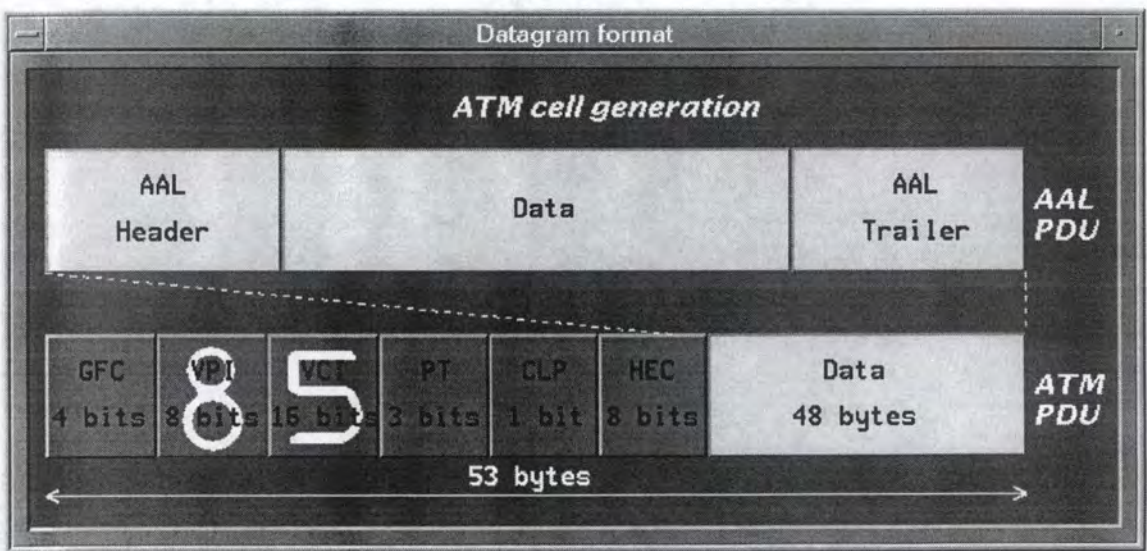 Datagram format
ATM cell generation
AAL Header
Data
AAL Trailer
AAL PDU
GFC 4 bits
VPI 8 bits
VCI 16 bits
PT 3 bits
CLP 1 bit
HEC 8 bits
Data 48 bytes
ATM PDU
8 5
53 bytes